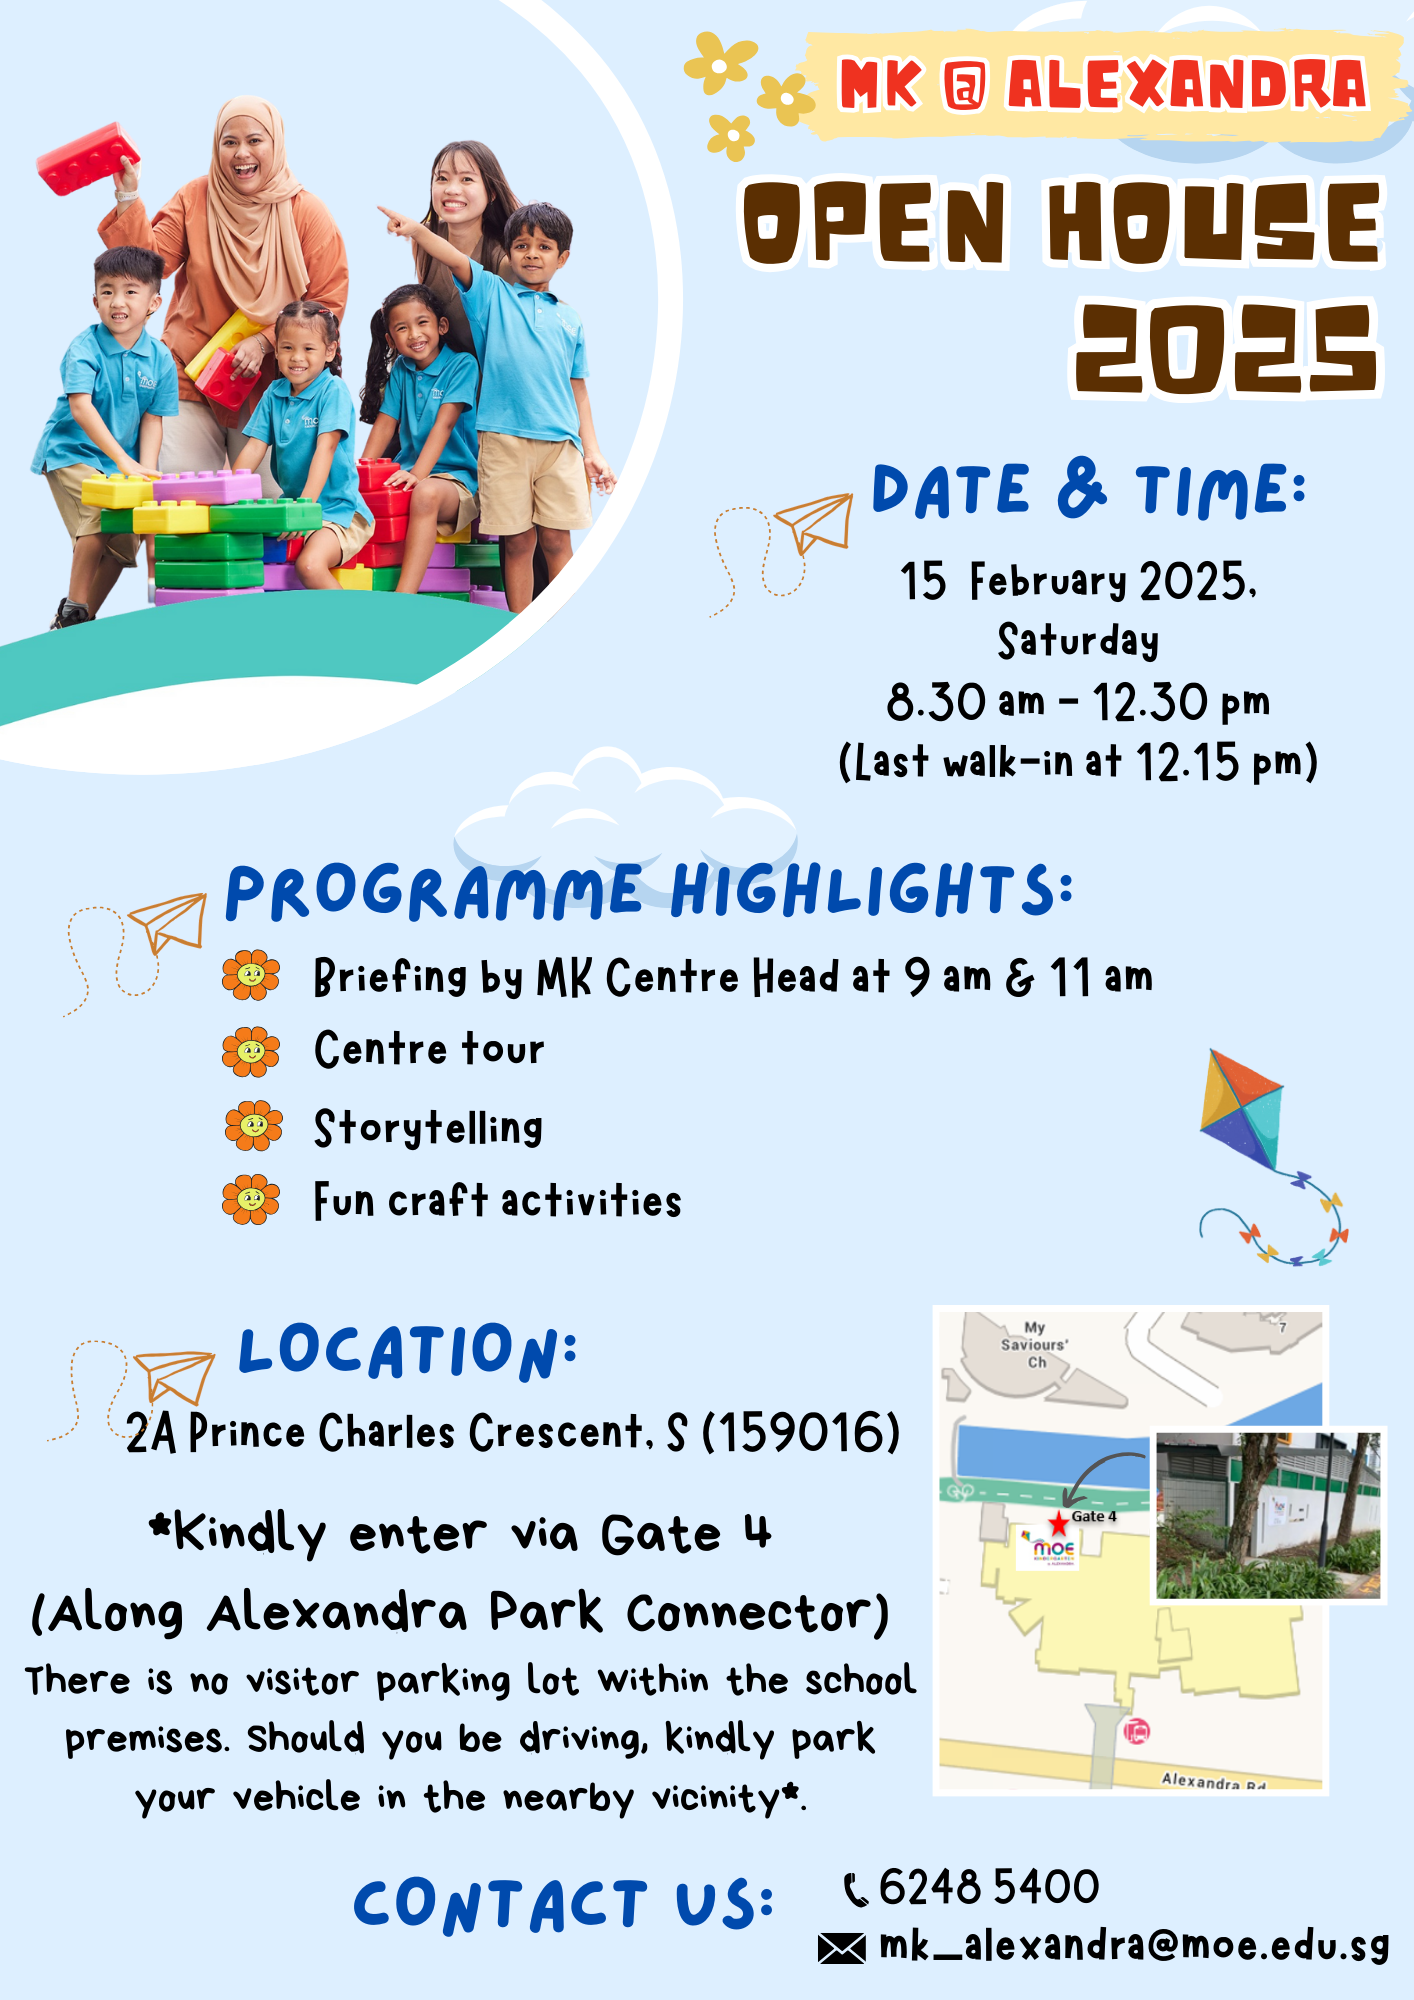 MK @ ALEXANDRA
OPEN HOUSE
2025
DATE & TIME:
15 February 2025,
Saturday
8.30 am - 12.30 pm
(Last walk-in at 12.15 pm)
PROGRAMME HIGHLIGHTS:
Briefing by MK Centre Head at 9 am & 11 am
Centre tour
Storytelling
Fun craft activities
LOCATION:
2A Prince Charles Crescent, S (159016)
*Kindly enter via Gate 4
(Along Alexandra Park Connector)
There is no visitor parking lot within the school
premises. Should you be driving, kindly park
your vehicle in the nearby vicinity*.
My
Saviours'
Ch
7
Gate 4
MOE
KINDERGARTEN
Alexandra Rd
CONTACT US:
6248 5400
mk_alexandra@moe.edu.sg